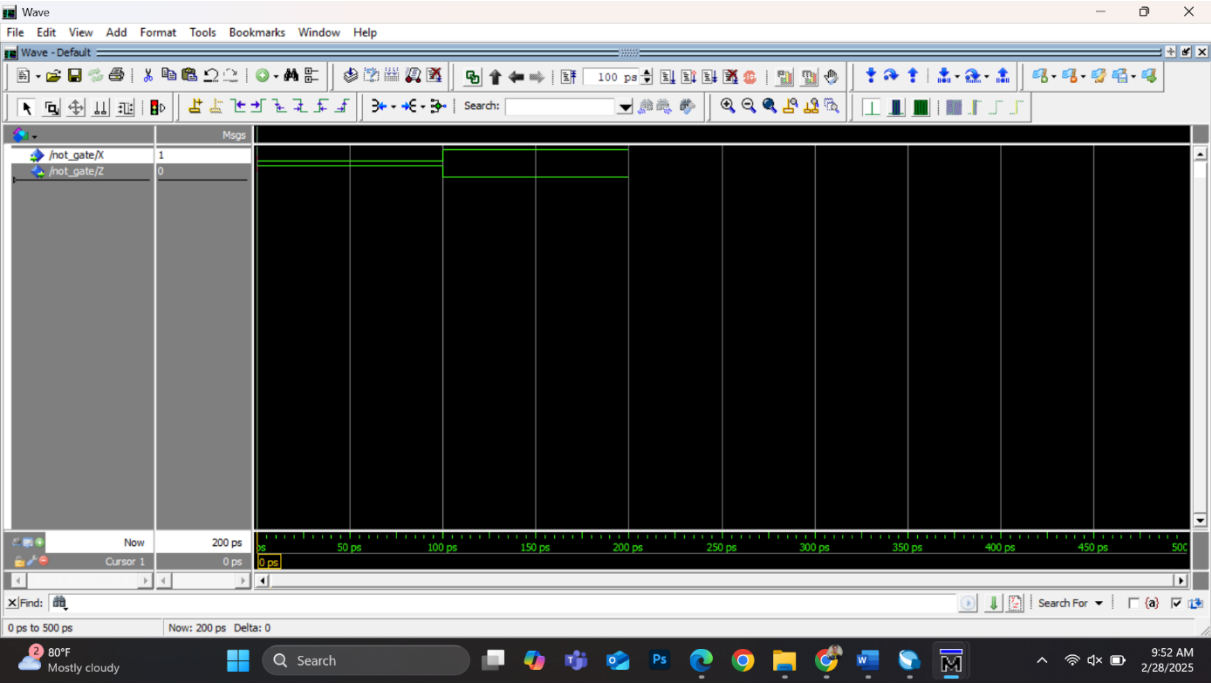 Wave
File Edit View Add Format Tools Bookmarks Window Help
Wave - Default
100 ps
Search:
Msgs
/not_gate/X 1
/not_gate/Z 0
Now 200 ps
ps 50 ps 100 ps 150 ps 200 ps 250 ps 300 ps 350 ps 400 ps 450 ps 500
Cursor 1 0 ps 0 ps
Find: Search For (a)
0 ps to 500 ps Now: 200 ps Delta: 0
2 80°F
Mostly cloudy
Search
Ps
9:52 AM
2/28/2025